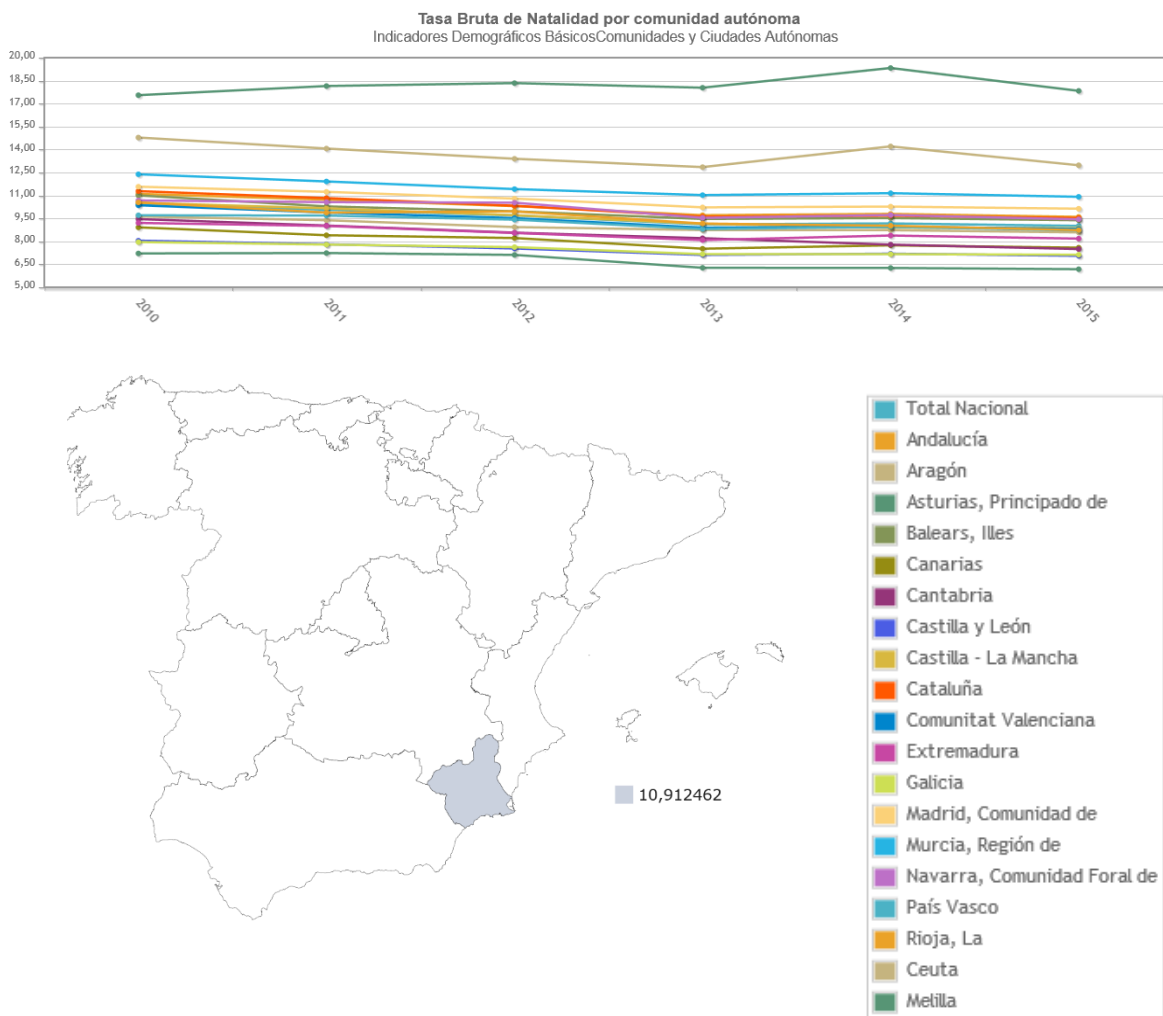 Tasa Bruta de Natalidad por comunidad autónoma
Indicadores Demográficos BásicosComunidades y Ciudades Autónomas
20,00
18,50
17,00
15,50
14,00
12,50
11,00
9,50
8,00
6,50
5,00
2010
2011
2012
2013
2014
2015
Total Nacional
Andalucía
Aragón
Asturias, Principado de
Balears, Illes
Canarias
Cantabria
Castilla y León
Castilla - La Mancha
Cataluña
Comunitat Valenciana
Extremadura
Galicia
Madrid, Comunidad de
Murcia, Región de
Navarra, Comunidad Foral de
País Vasco
Rioja, La
Ceuta
Melilla
10,912462